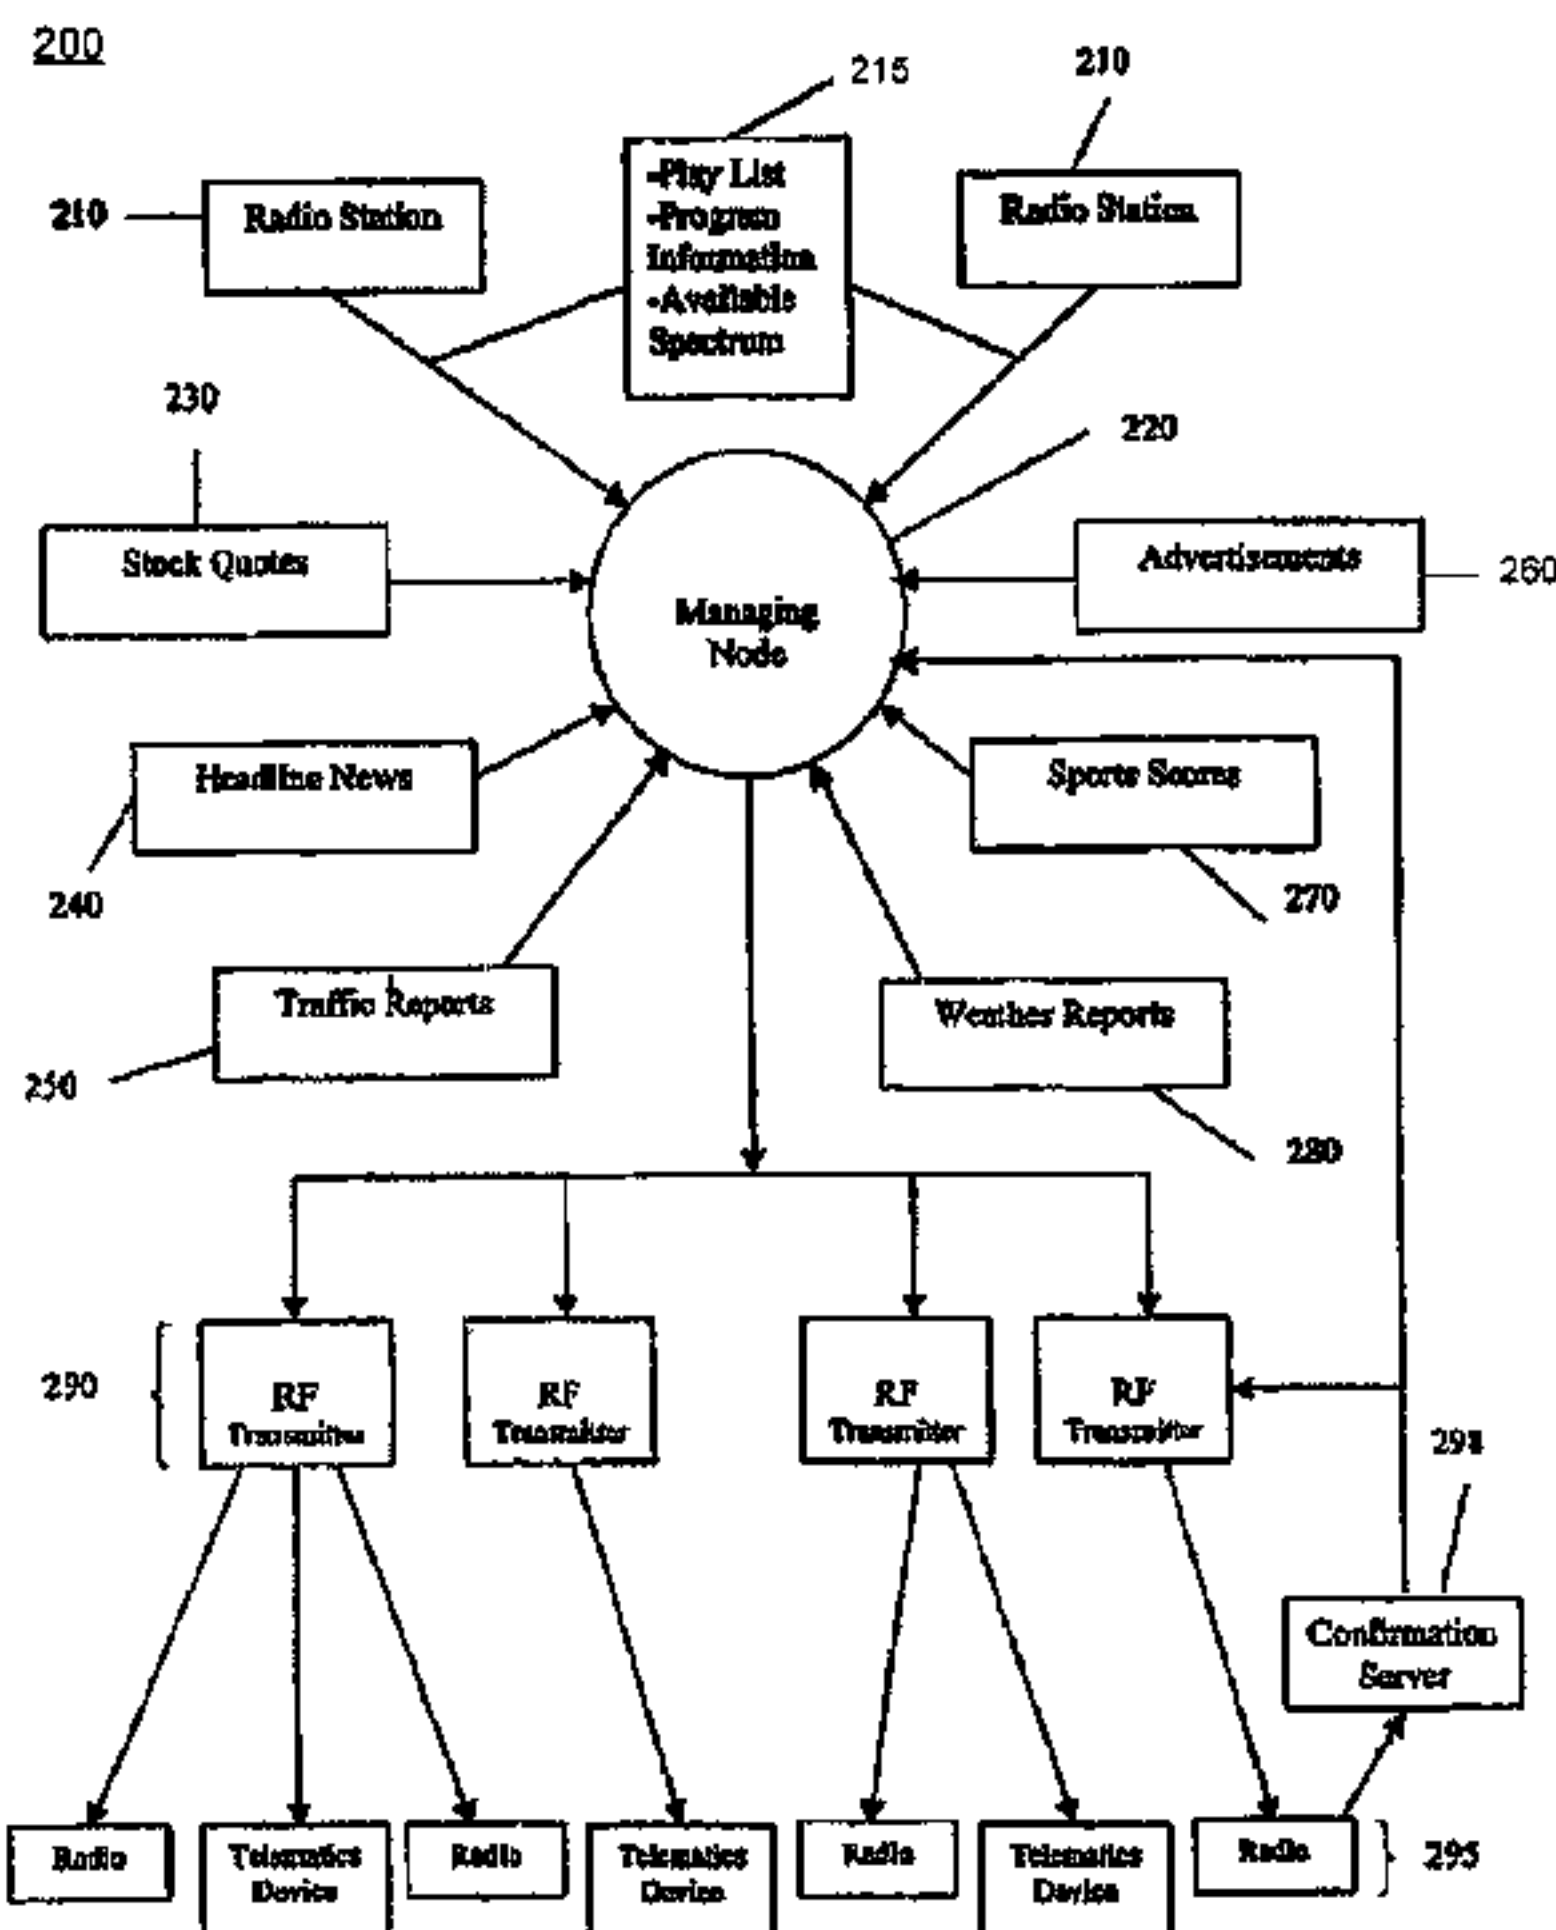 200
215
210
210
Radio Station
-Play List
-Program
Information
-Available
Spectrum
Radio Station
230
220
Stock Quotes
Advertisements
260
Managing
Node
Headline News
Sports Scores
240
270
Traffic Reports
Weather Reports
250
280
290
RF
Transmitter
RF
Transmitter
RF
Transmitter
RF
Transmitter
Confirmation
Server
Radio
Telematics
Device
Radio
Telematics
Device
Radio
Telematics
Device
Radio
295